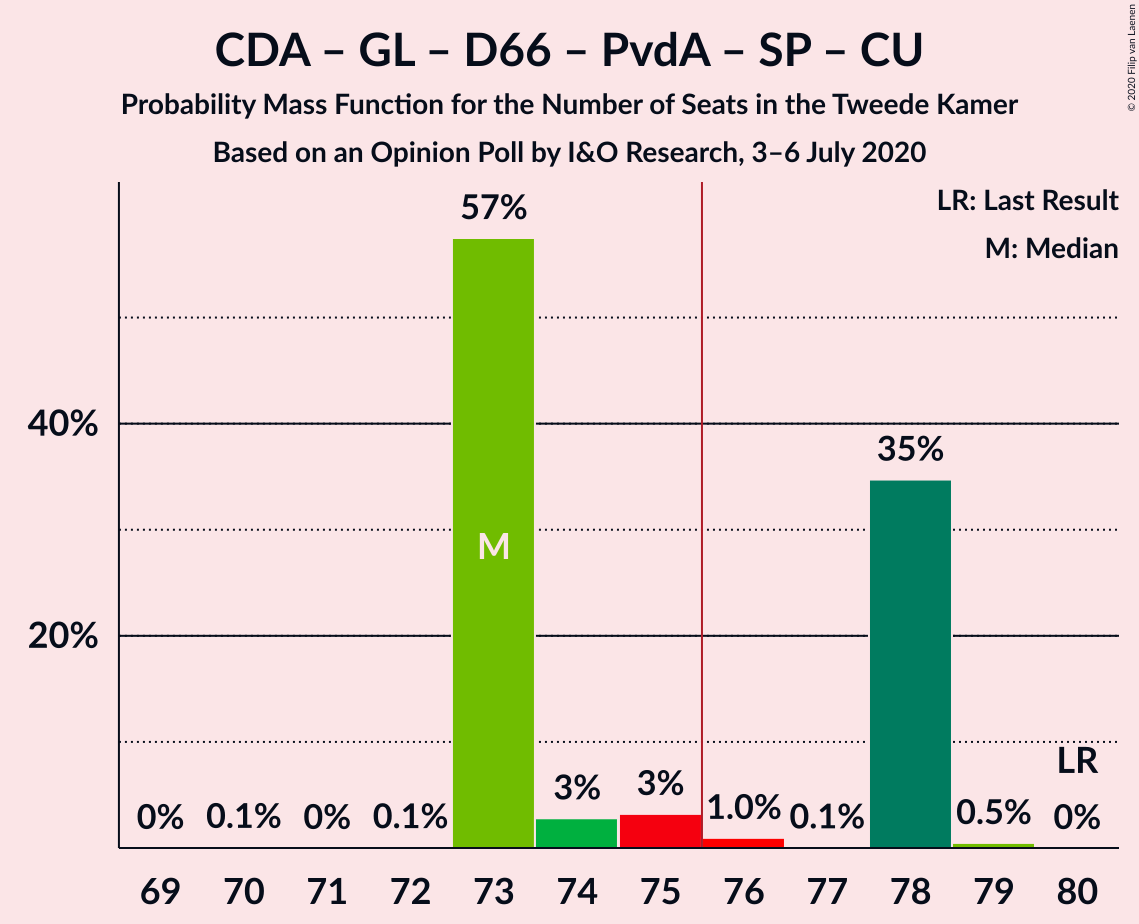 CDA – GL – D66 – PvdA – SP – CU
Probability Mass Function for the Number of Seats in the Tweede Kamer
Based on an Opinion Poll by I&O Research, 3–6 July 2020
© 2020 Filip van Laenen
LR: Last Result
M: Median
57%
40%
35%
M
20%
LR
0% 0.1% 0% 0.1% 3% 3% 1.0% 0.1% 0.5% 0%
69 70 71 72 73 74 75 76 77 78 79 80